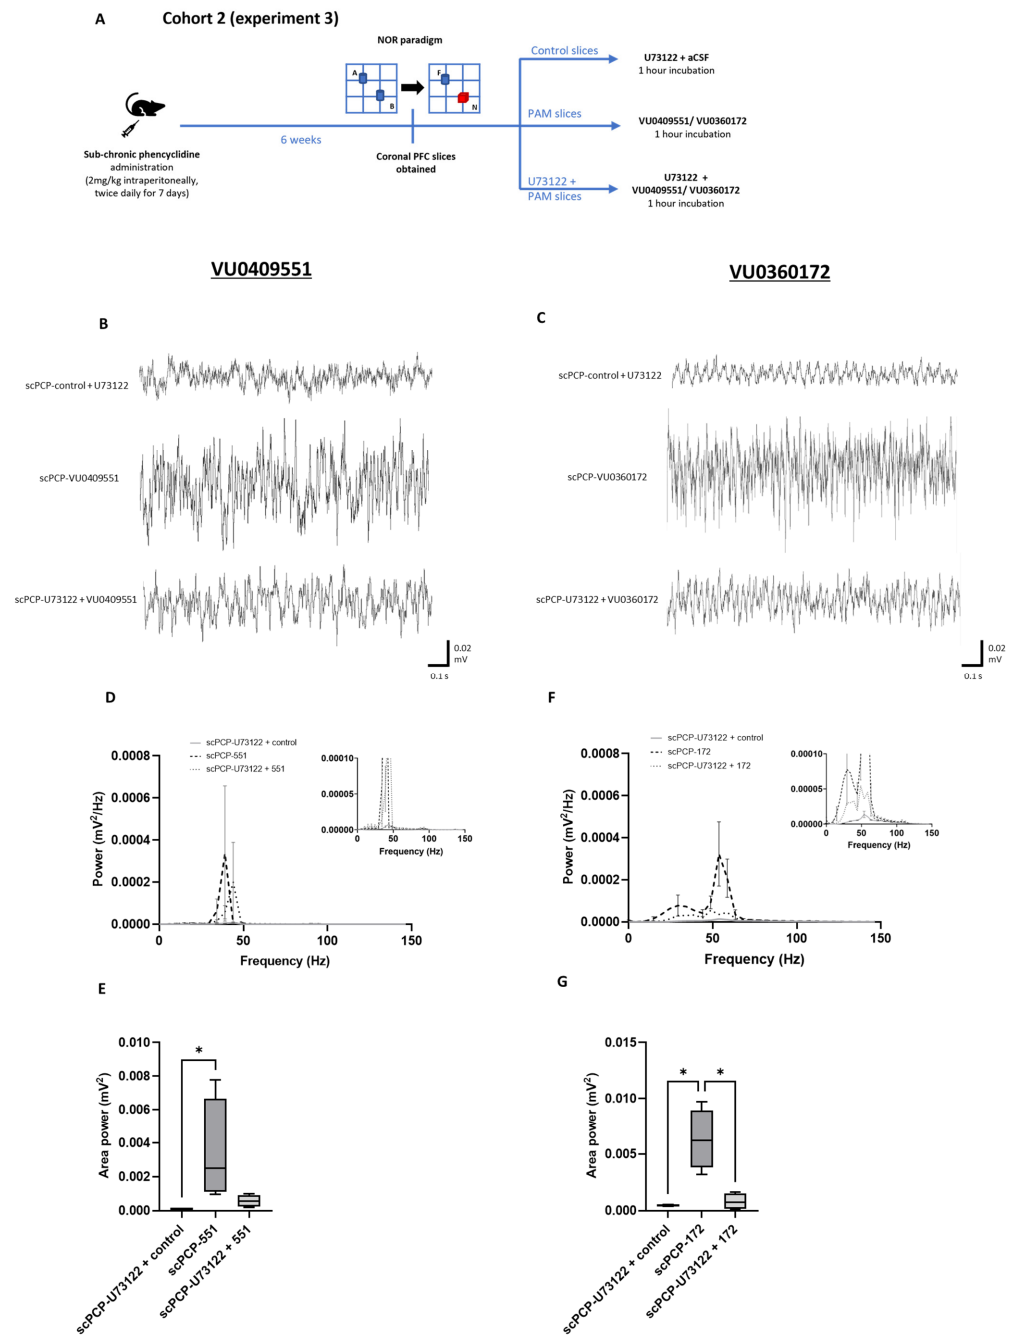 A
Cohort 2 (experiment 3)
NOR paradigm
A
B
F
N
Control slices
U73122 + aCSF
1 hour incubation
PAM slices
VU0409551/ VU0360172
1 hour incubation
6 weeks
Sub-chronic phencyclidine
administration
(2mg/kg intraperitoneally,
twice daily for 7 days)
Coronal PFC slices
obtained
U73122 +
PAM slices
U73122 +
VU0409551/ VU0360172
1 hour incubation
VU0409551
VU0360172
B
scPCP-control + U73122
scPCP-VU0409551
scPCP-U73122 + VU0409551
0.02
mV
0.1 s
C
scPCP-control + U73122
scPCP-VU0360172
scPCP-U73122 + VU0360172
0.02
mV
0.1 s
D
scPCP-U73122 + control
scPCP-551
scPCP-U73122 + 551
Power (mV2/Hz)
0.0008
0.0006
0.0004
0.0002
0.0000
0 50 100 150
Frequency (Hz)
0.00010
0.00005
0.00000
0 50 100 150
Frequency (Hz)
F
scPCP-U73122 + control
scPCP-172
scPCP-U73122 + 172
Power (mV2/Hz)
0.0008
0.0006
0.0004
0.0002
0.0000
0 50 100 150
Frequency (Hz)
0.00010
0.00005
0.00000
0 50 100 150
Frequency (Hz)
E
Area power (mV2)
0.010
0.008
0.006
0.004
0.002
0.000
*
scPCP-U73122 + control
scPCP-551
scPCP-U73122 + 551
G
Area power (mV2)
0.015
0.010
0.005
0.000
* *
scPCP-U73122 + control
scPCP-172
scPCP-U73122 + 172